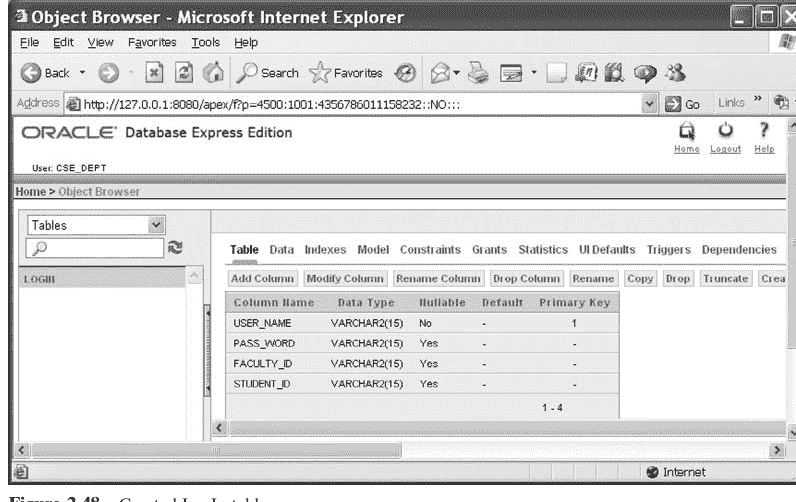 Object Browser - Microsoft Internet Explorer
File Edit View Favorites Tools Help
Back Search Favorites
Address http://127.0.0.1:8080/apex/f?p=4500:1001:4356786011158232::NO::: Go Links »
ORACLE Database Express Edition
Home Logout Help
User: CSE_DEPT
Home > Object Browser
Tables
Table Data Indexes Model Constraints Grants Statistics UI Defaults Triggers Dependencies
LOGIN
Add Column Modify Column Rename Column Drop Column Rename Copy Drop Truncate Crea
Column Name Data Type Nullable Default Primary Key
USER_NAME VARCHAR2(15) No - 1
PASS_WORD VARCHAR2(15) Yes - -
FACULTY_ID VARCHAR2(15) Yes - -
STUDENT_ID VARCHAR2(15) Yes - -
1 - 4
Internet